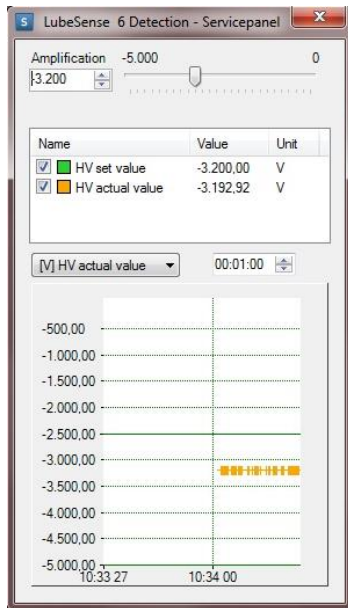 S LubeSense 6 Detection - Servicepanel x
Amplification -5.000 0
-3.200
Name Value Unit
HV set value -3.200,00 V
HV actual value -3.192,92 V
[V] HV actual value 00:01:00
-500,00
-1.000,00
-1.500,00
-2.000,00
-2.500,00
-3.000,00
-3.500,00
-4.000,00
-4.500,00
-5.000,00
10:33 27 10:34 00